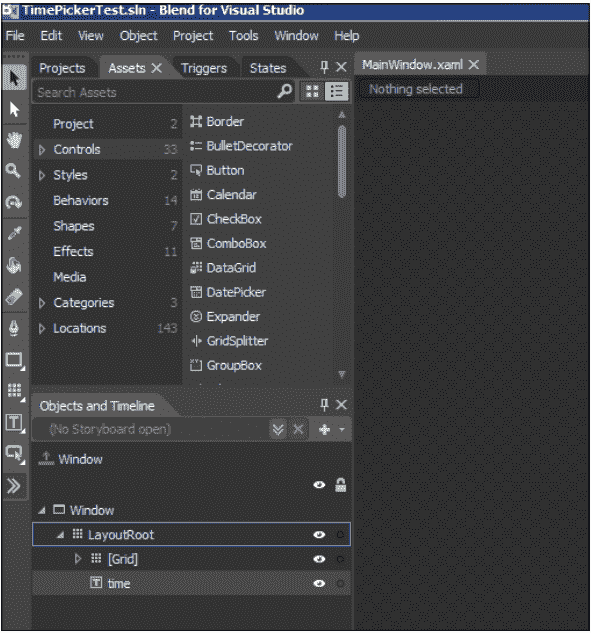 TimePickerTest.sln - Blend for Visual Studio
File Edit View Object Project Tools Window Help
Projects Assets Triggers States
MainWindow.xaml
Search Assets
Nothing selected
Project 2
Controls 33
Styles 2
Behaviors 14
Shapes 7
Effects 11
Media
Categories 3
Locations 143
Border
BulletDecorator
Button
Calendar
CheckBox
ComboBox
DataGrid
DatePicker
Expander
GridSplitter
GroupBox
Objects and Timeline
(No Storyboard open)
Window
Window
LayoutRoot
[Grid]
time